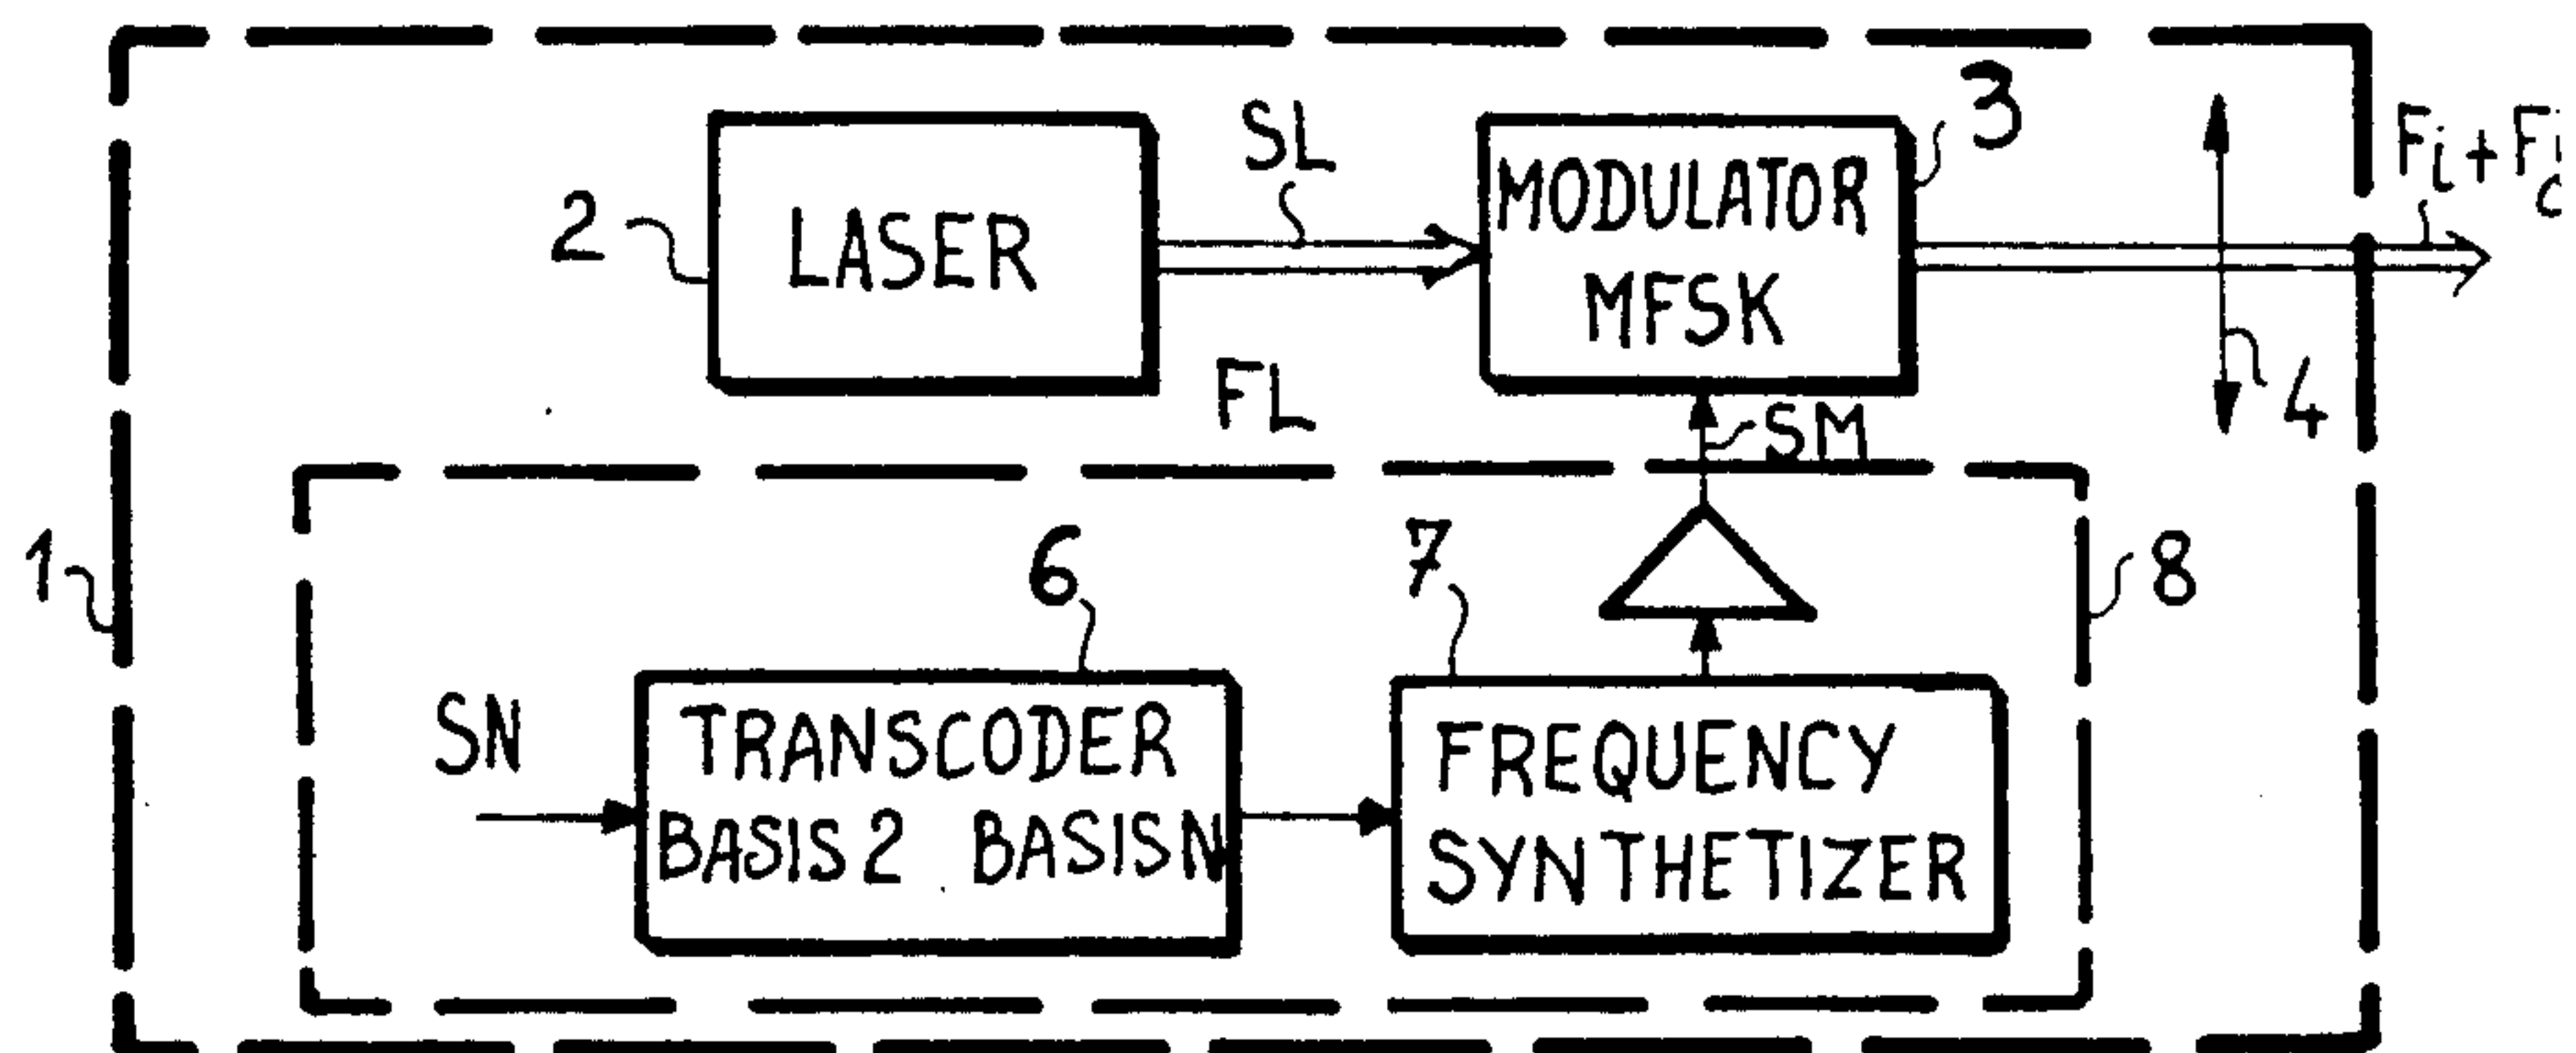 SL
3
Fi+F
2
LASER
MODULATOR
MFSK
FL
SM
4
1
6
7
8
SN
TRANSCODER
BASIS 2 BASIS N
FREQUENCY
SYNTHETIZER